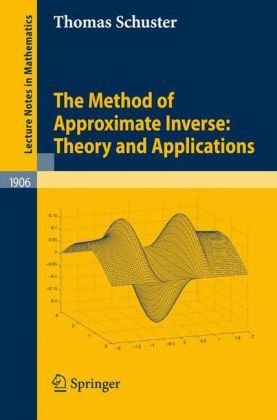 Thomas Schuster
Lecture Notes in Mathematics
1906
The Method of
Approximate Inverse:
Theory and Applications
Springer